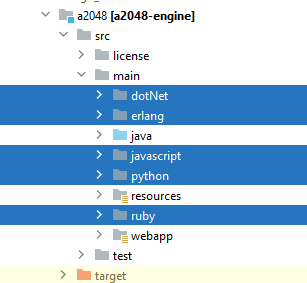 a2048 [a2048-engine]
src
license
main
dotNet
erlang
java
javascript
python
resources
ruby
webapp
test
target